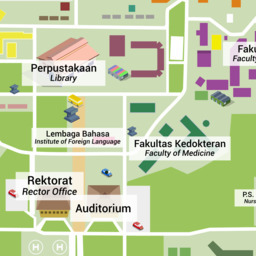 Perpustakaan
Library
Faku
Faculty
Lembaga Bahasa
Institute of Foreign Language
Fakultas Kedokteran
Faculty of Medicine
Rektorat
Rector Office
Auditorium
P.S.
Nurs
H
H